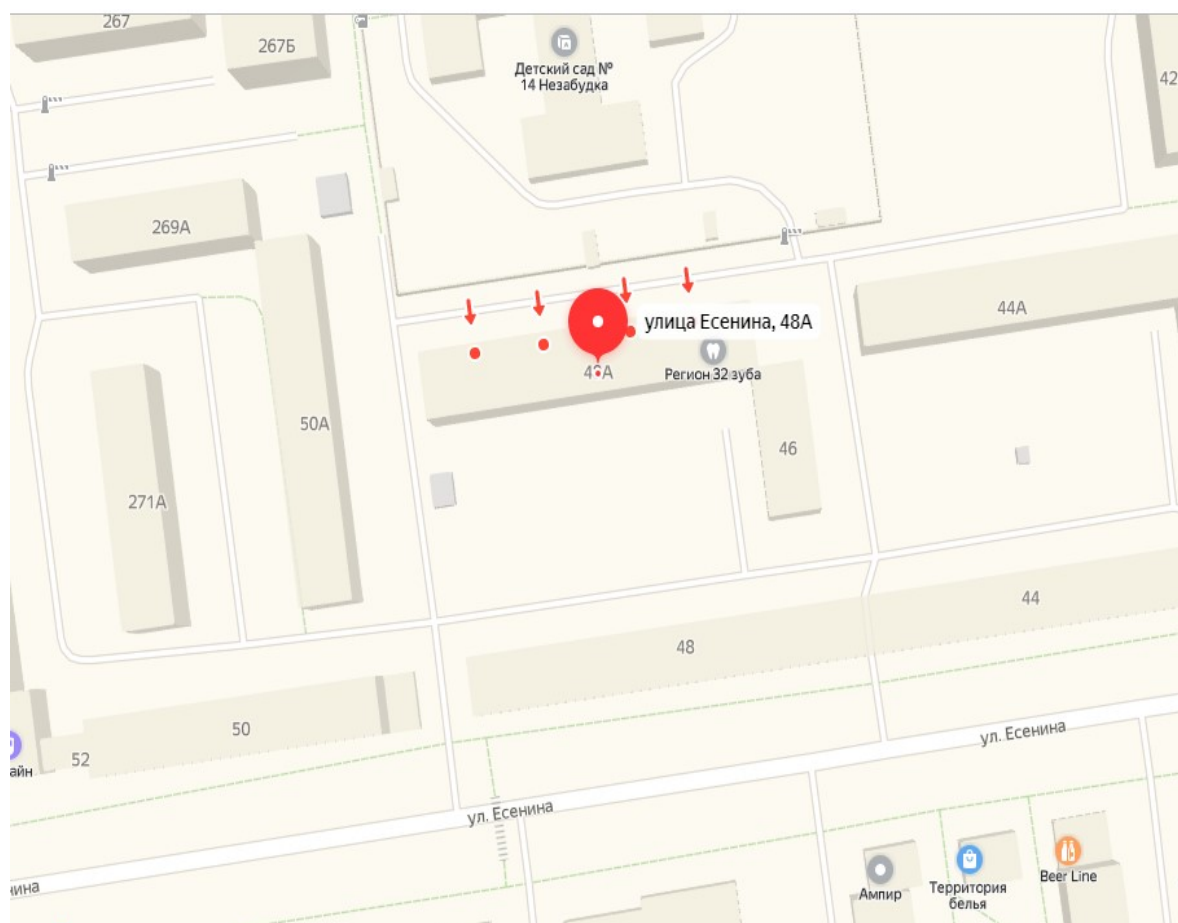 267
267Б
Детский сад №
14 Незабудка
42
269А
44А
улица Есенина, 48А
Регион 32 зуба
50А
46
271А
44
48
50
52
айн
ул. Есенина
ул. Есенина
нина
Ампир
Территория
белья
Beer Line